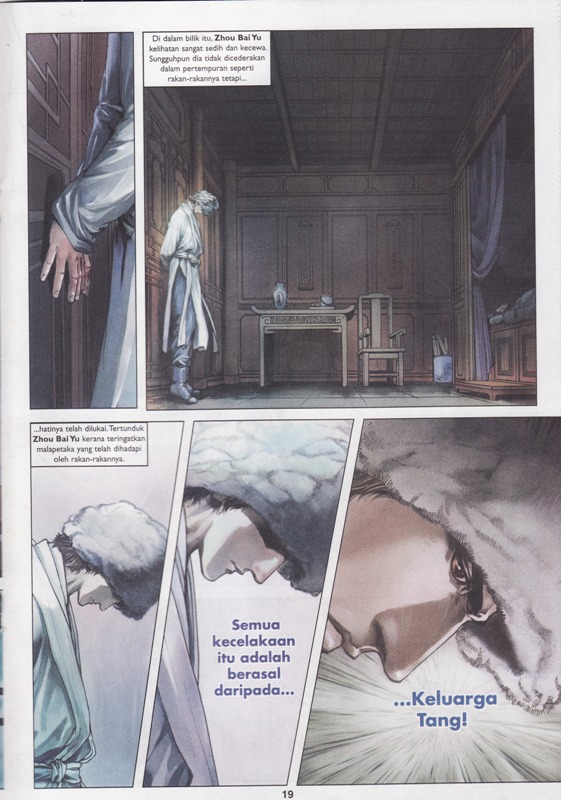 Di dalam bilik itu, Zhou Bai Yu
kelihatan sangat sedih dan kecewa.
Sungguhpun dia tidak dicederakan
dalam pertempuran seperti
rakan-rakannya tetapi...
...hatinya telah dilukai. Tertunduk
Zhou Bai Yu kerana teringatkan
malapetaka yang telah dihadapi
oleh rakan-rakannya.
Semua
kecelakaan
itu adalah
berasal
daripada...
...Keluarga
Tang!
19